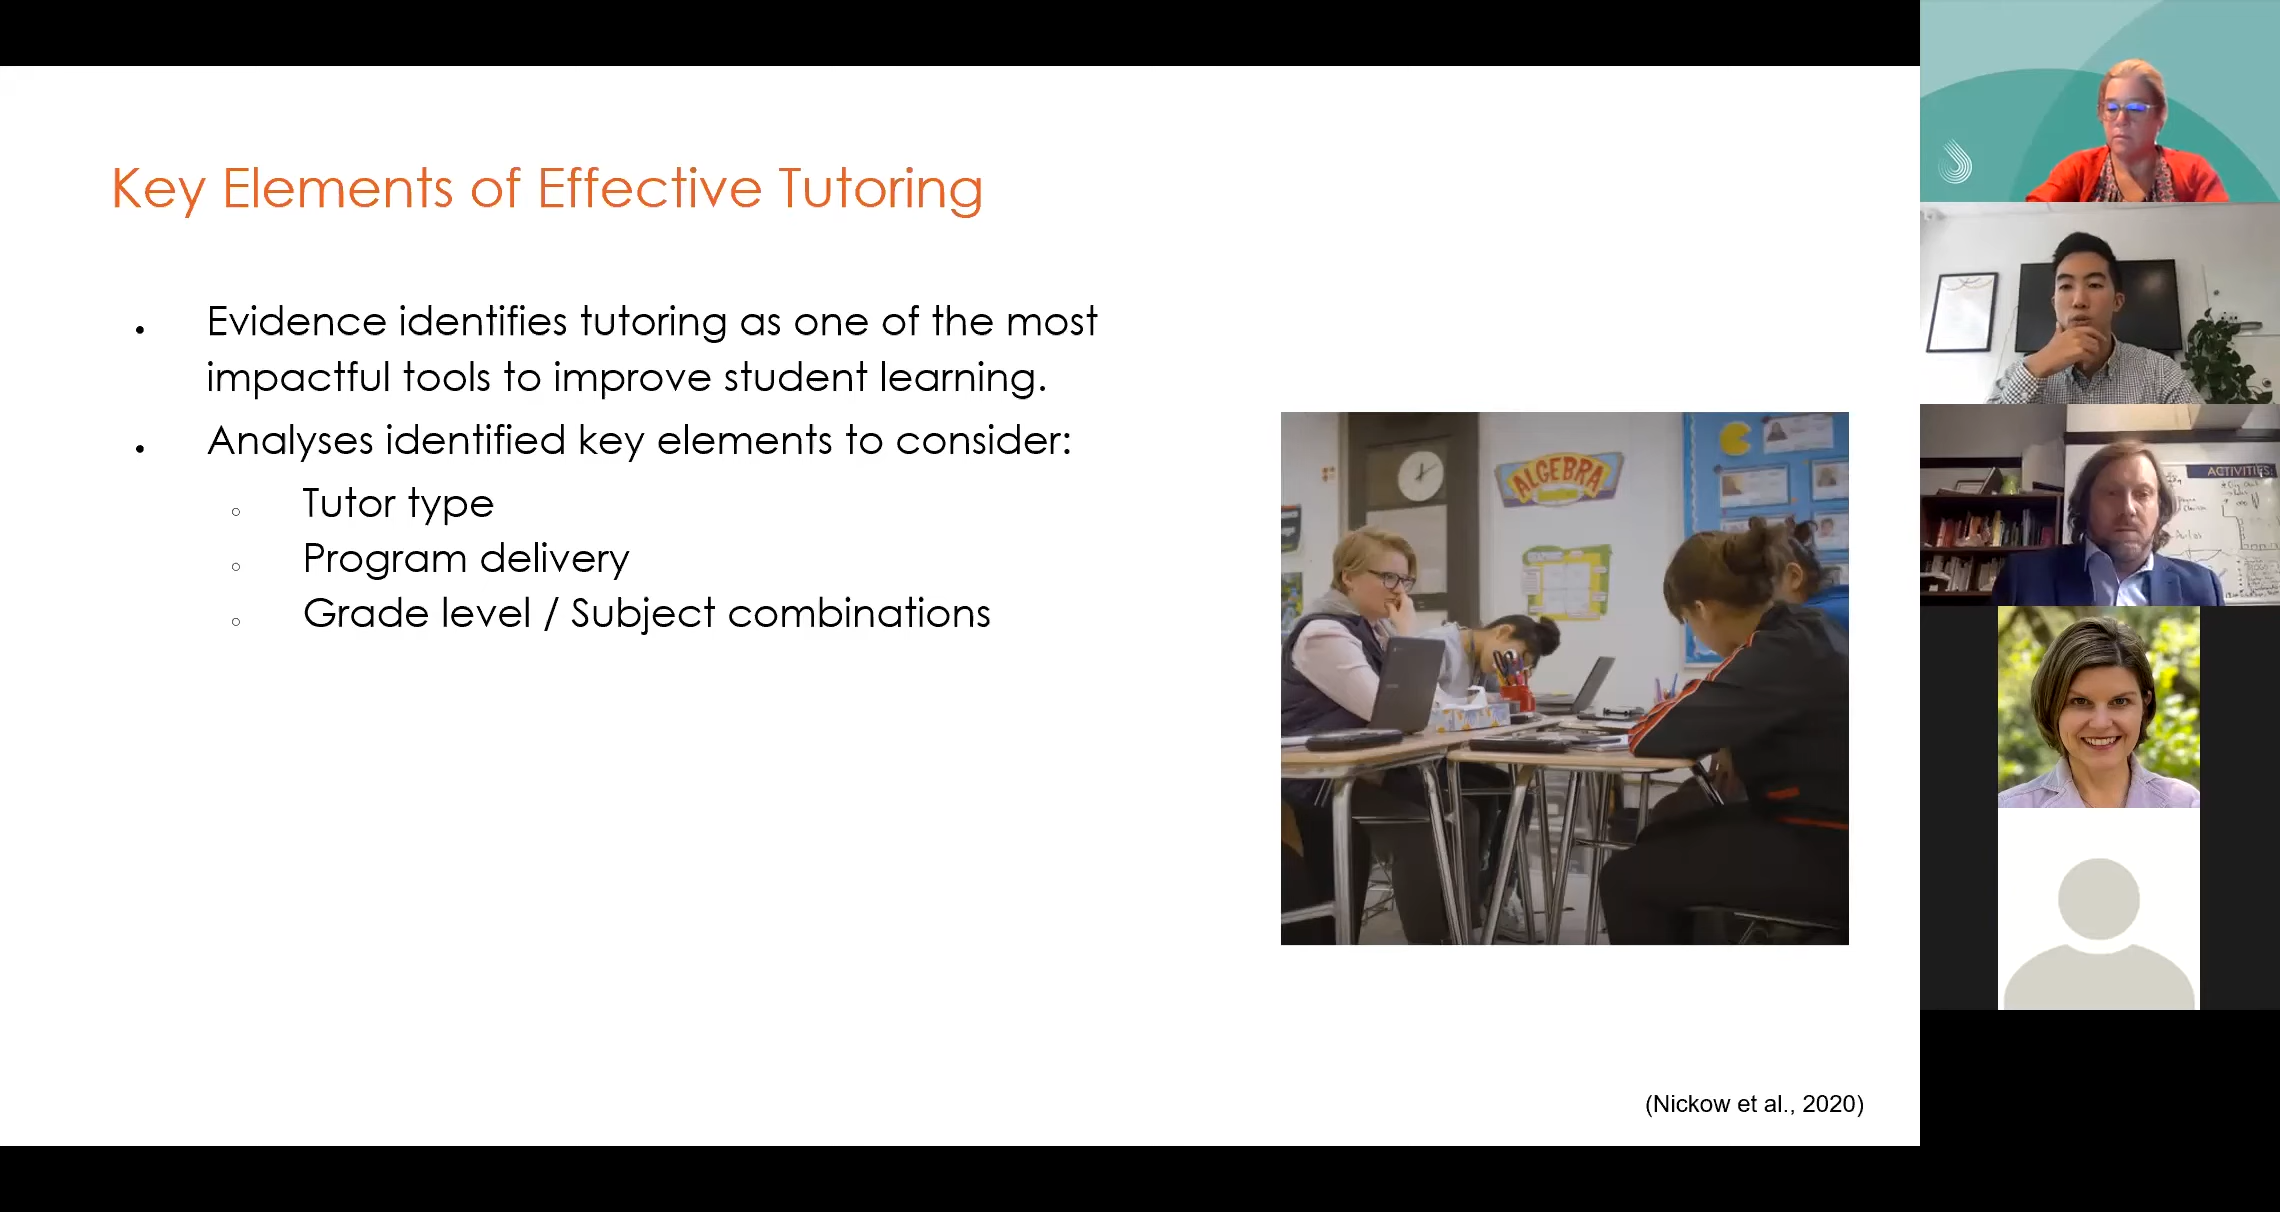 Key Elements of Effective Tutoring
• Evidence identifies tutoring as one of the most
impactful tools to improve student learning.
• Analyses identified key elements to consider:
○ Tutor type
○ Program delivery
○ Grade level / Subject combinations
ALGEBRA
(Nickow et al., 2020)
ACTIVITIES: